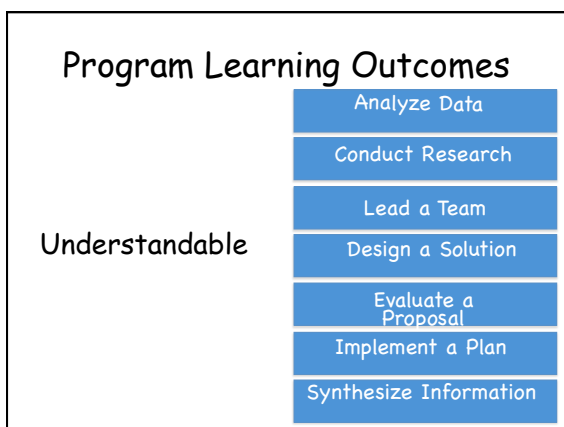 Program Learning Outcomes
Understandable
Analyze Data
Conduct Research
Lead a Team
Design a Solution
Evaluate a
Proposal
Implement a Plan
Synthesize Information